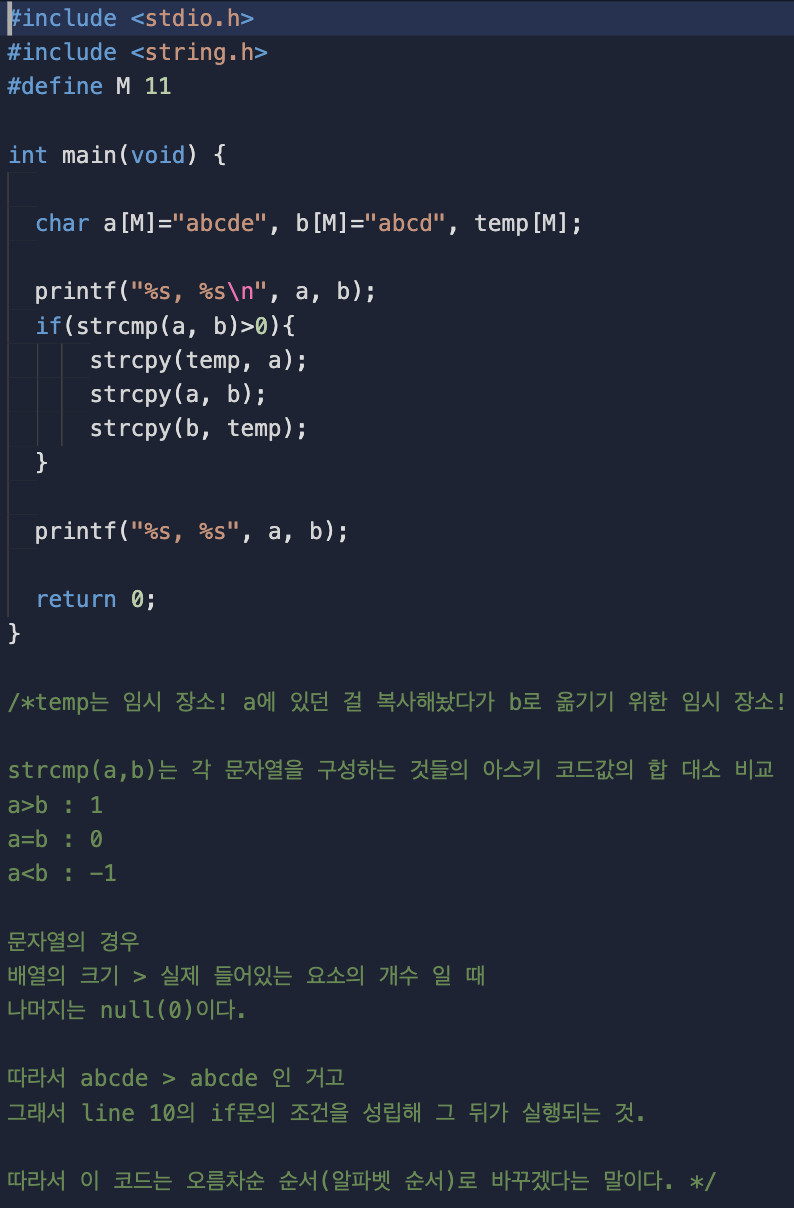 #include <stdio.h>
#include <string.h>
#define M 11
int main(void) {
char a[M]="abcde", b[M]="abcd", temp[M];
printf("%s, %s\n", a, b);
if(strcmp(a, b)>0){
strcpy(temp, a);
strcpy(a, b);
strcpy(b, temp);
}
printf("%s, %s", a, b);
return 0;
}
/*temp는 임시 장소! a에 있던 걸 복사해놨다가 b로 옮기기 위한 임시 장소!
strcmp(a,b)는 각 문자열을 구성하는 것들의 아스키 코드값의 합 대소 비교
a>b : 1
a=b : 0
a<b : -1
문자열의 경우
배열의 크기 > 실제 들어있는 요소의 개수 일 때
나머지는 null(0)이다.
따라서 abcde > abcde 인 거고
그래서 line 10의 if문의 조건을 성립해 그 뒤가 실행되는 것.
따라서 이 코드는 오름차순 순서(알파벳 순서)로 바꾸겠다는 말이다. */